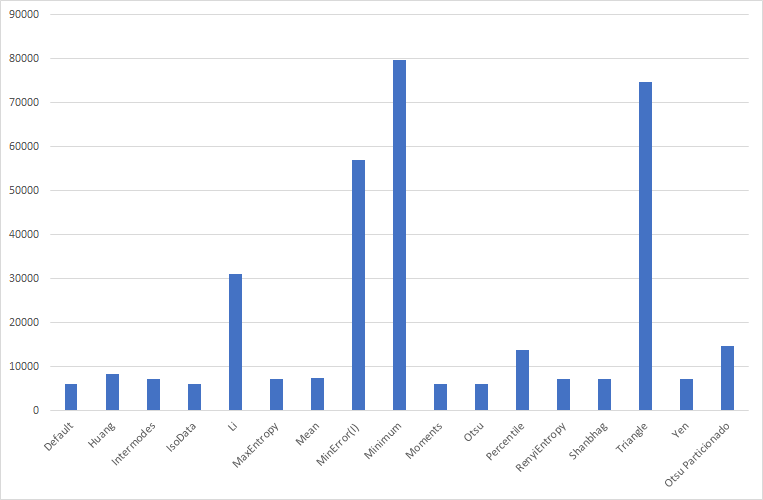 90000
80000
70000
60000
50000
40000
30000
20000
10000
0
Default
Huang
Intermodes
IsoData
Li
MaxEntropy
Mean
MinError(I)
Minimum
Moments
Otsu
Percentile
RenyiEntropy
Shanbhag
Triangle
Yen
Otsu Particionado